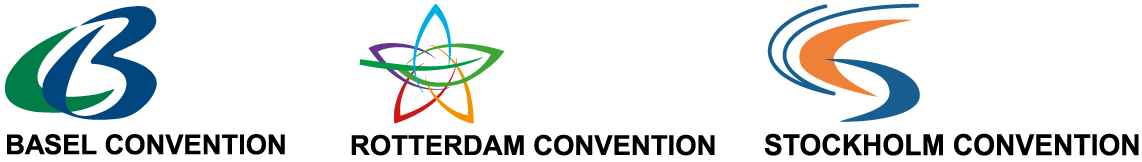 BASEL CONVENTION
ROTTERDAM CONVENTION
STOCKHOLM CONVENTION